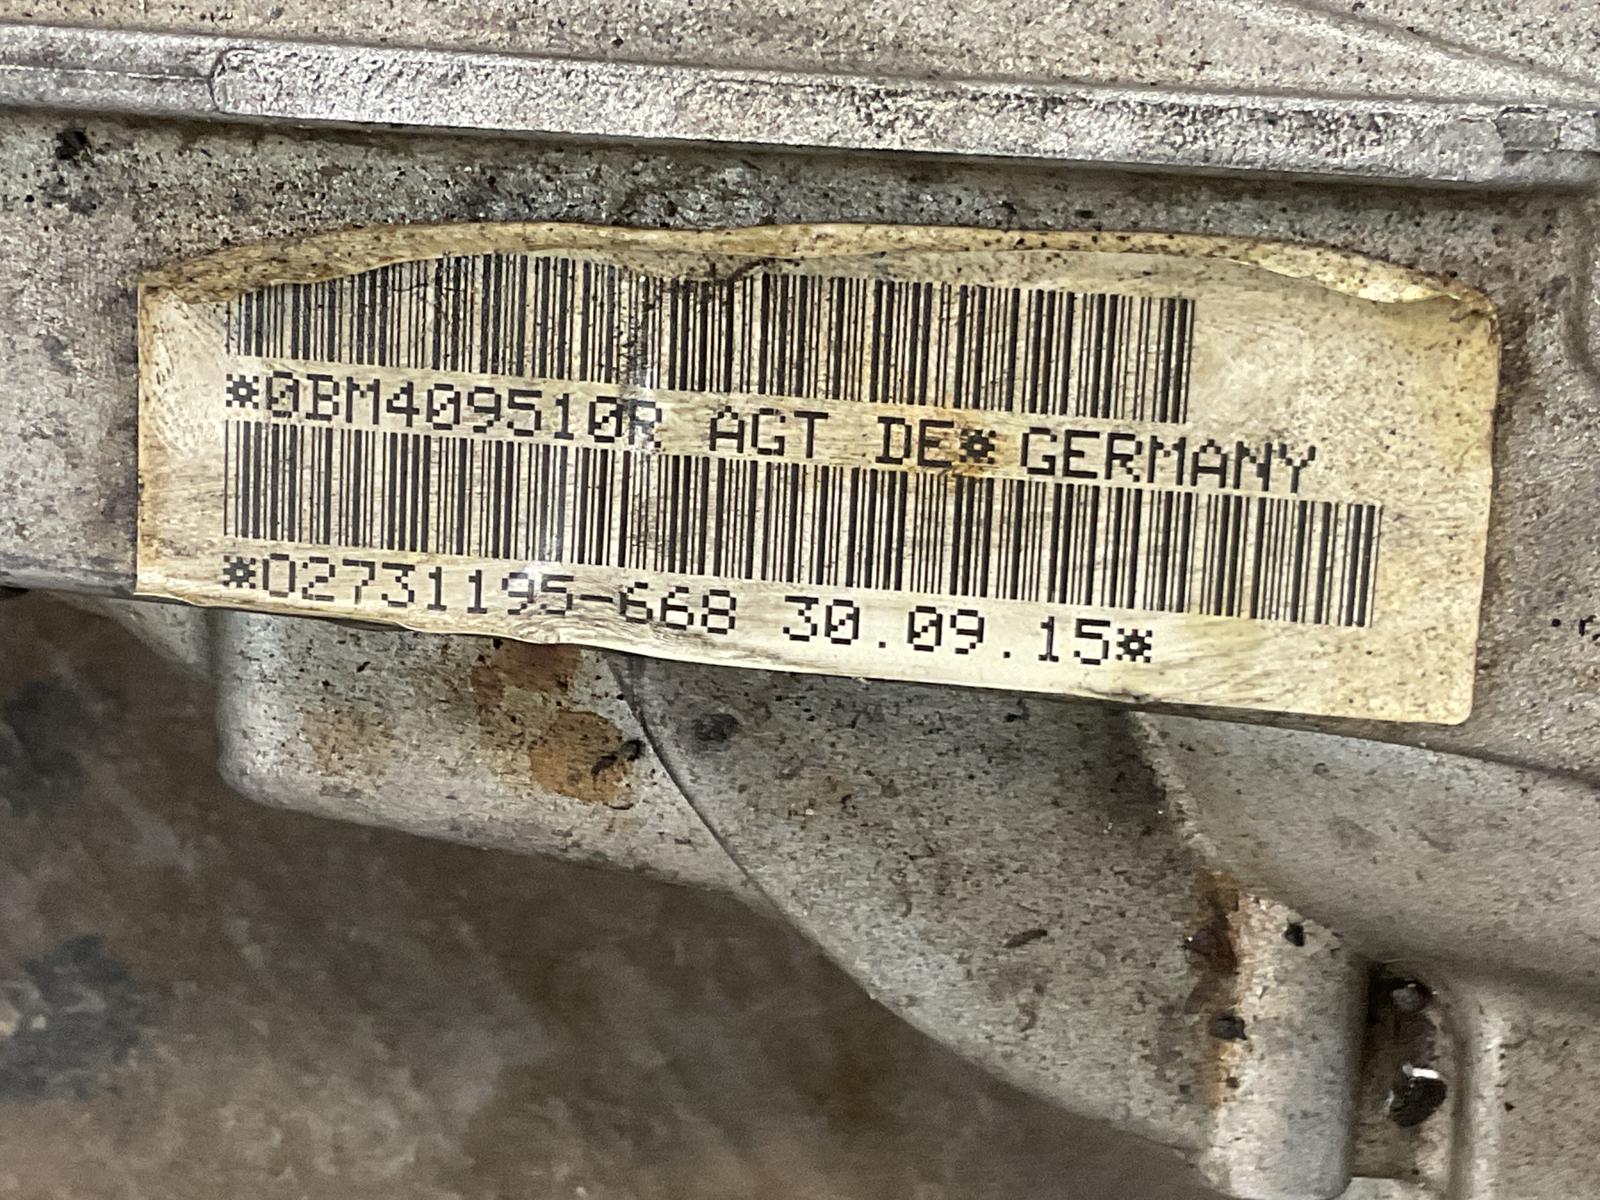 *0BM409510R AGT DE* GERMANY
*02731195-668 30.09.15*